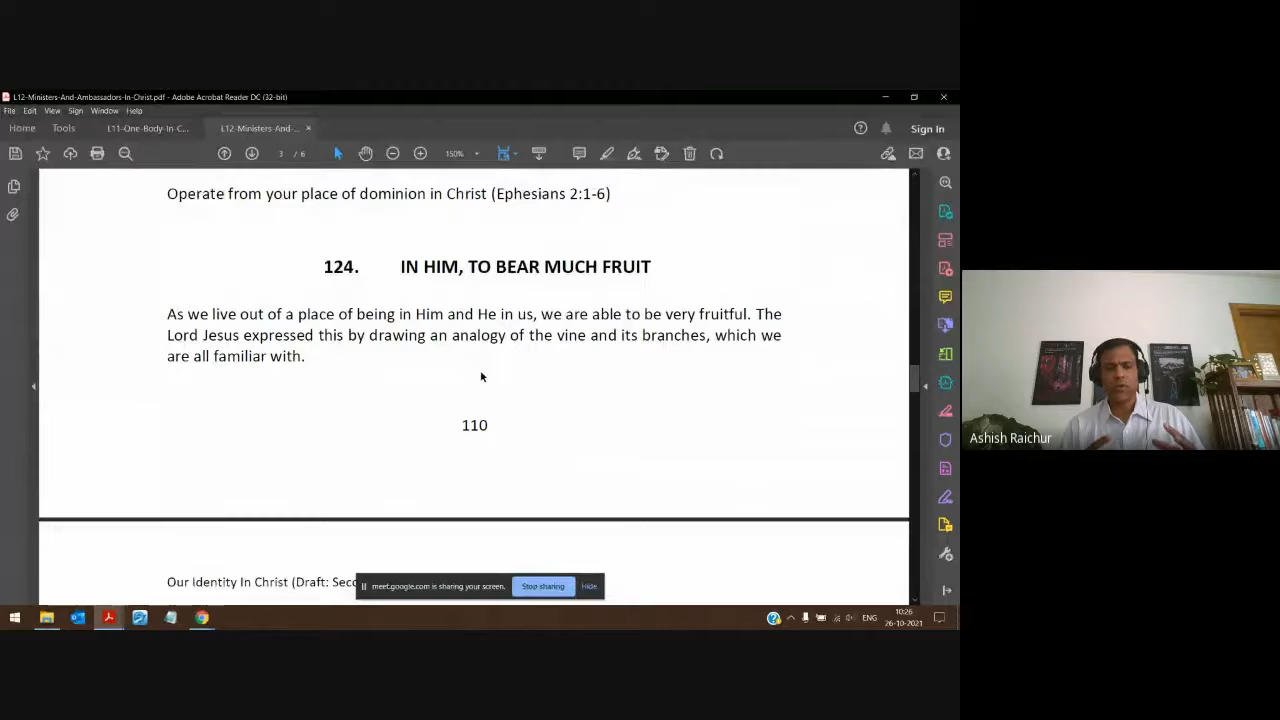 L12-Ministers-And-Ambassadors-In-Christ.pdf - Adobe Acrobat Reader DC (32-bit)
File Edit View Sign Window Help
Home Tools L11-One-Body-In-C... L12-Ministers-And-... × Sign In
3 / 6 150%
Operate from your place of dominion in Christ (Ephesians 2:1-6)
124. IN HIM, TO BEAR MUCH FRUIT
As we live out of a place of being in Him and He in us, we are able to be very fruitful. The
Lord Jesus expressed this by drawing an analogy of the vine and its branches, which we
are all familiar with.
110
Ashish Raichur
Our Identity In Christ (Draft: Seco
meet.google.com is sharing your screen. Stop sharing Hide
ENG 10:26
26-10-2021